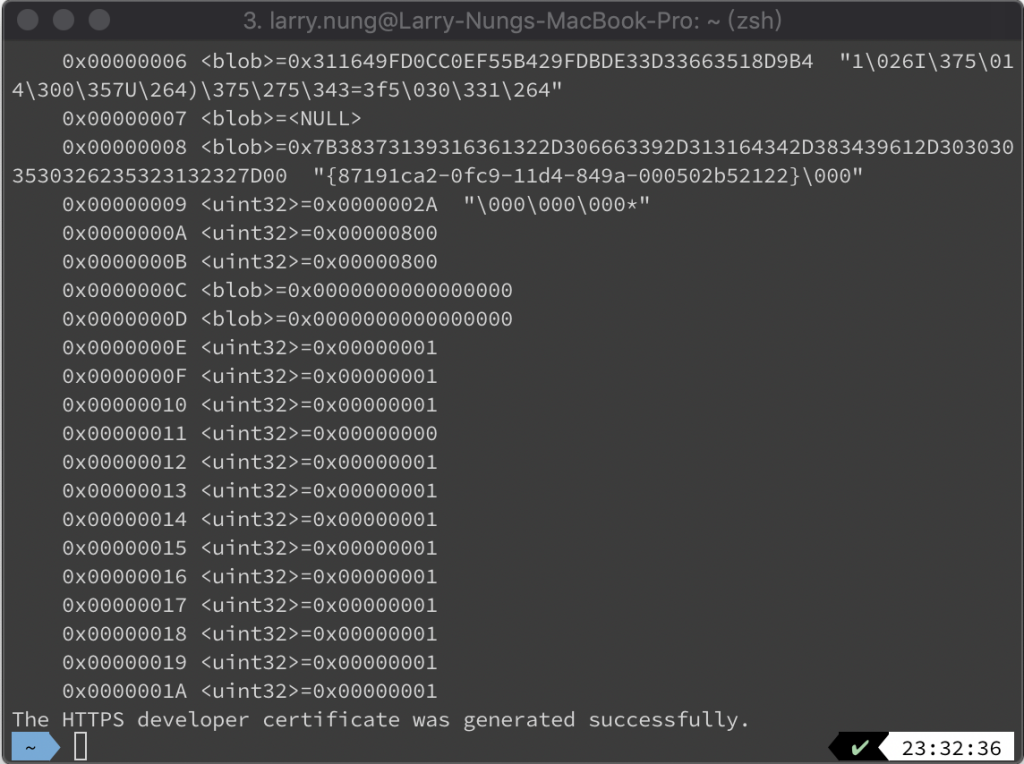 3. larry.nung@Larry-Nungs-MacBook-Pro: ~ (zsh)
0x00000006 <blob>=0x311649FD0CC0EF55B429FDBDE33D33663518D9B4  "1\026I\375\01
4\300\357U\264)\375\275\343=3f5\030\331\264"
0x00000007 <blob>=<NULL>
0x00000008 <blob>=0x7B38373139316361322D306663392D313164342D383439612D303030
3530326235323132327D00  "{87191ca2-0fc9-11d4-849a-000502b52122}\000"
0x00000009 <uint32>=0x0000002A  "\000\000\000*"
0x0000000A <uint32>=0x00000800
0x0000000B <uint32>=0x00000800
0x0000000C <blob>=0x0000000000000000
0x0000000D <blob>=0x0000000000000000
0x0000000E <uint32>=0x00000001
0x0000000F <uint32>=0x00000001
0x00000010 <uint32>=0x00000001
0x00000011 <uint32>=0x00000000
0x00000012 <uint32>=0x00000001
0x00000013 <uint32>=0x00000001
0x00000014 <uint32>=0x00000001
0x00000015 <uint32>=0x00000001
0x00000016 <uint32>=0x00000001
0x00000017 <uint32>=0x00000001
0x00000018 <uint32>=0x00000001
0x00000019 <uint32>=0x00000001
0x0000001A <uint32>=0x00000001
The HTTPS developer certificate was generated successfully.
~ ✔ 23:32:36